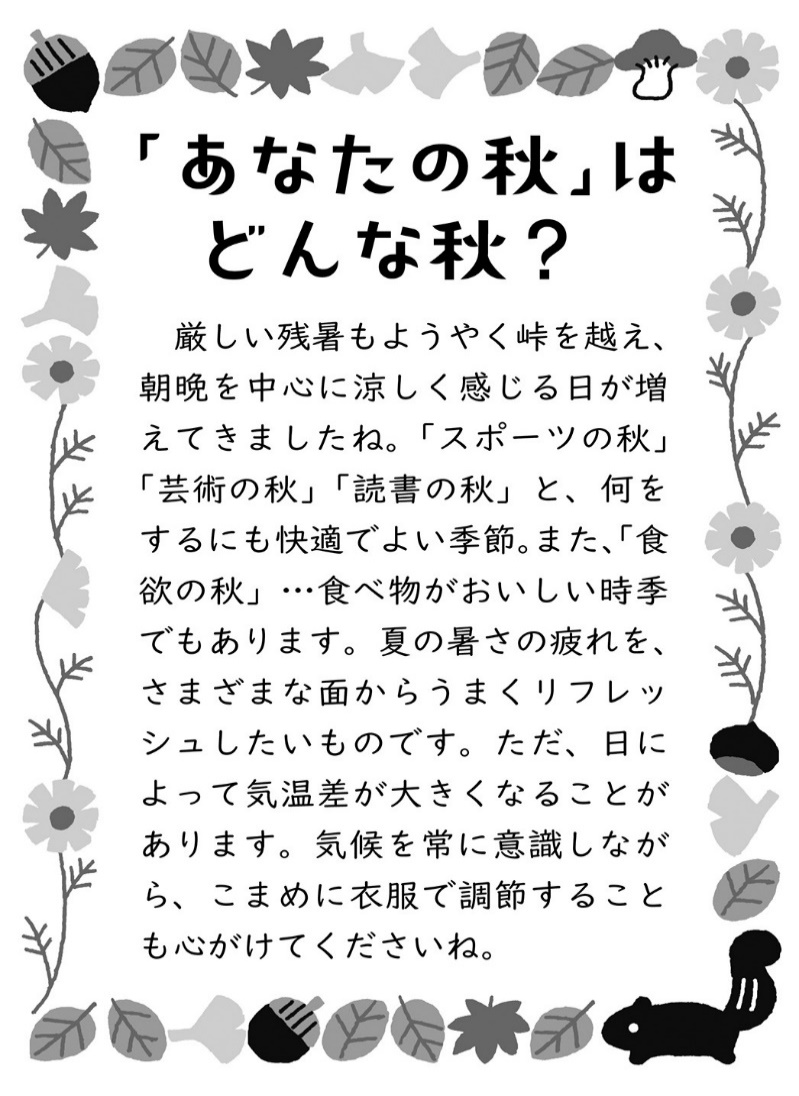 「あなたの秋」は
どんな秋？
　厳しい残暑もようやく峠を越え、
朝晩を中心に涼しく感じる日が増
えてきましたね。「スポーツの秋」
「芸術の秋」「読書の秋」と、何を
するにも快適でよい季節。また、「食
欲の秋」…食べ物がおいしい時季
でもあります。夏の暑さの疲れを、
さまざまな面からうまくリフレッ
シュしたいものです。ただ、日に
よって気温差が大きくなることが
あります。気候を常に意識しなが
ら、こまめに衣服で調節すること
も心がけてくださいね。